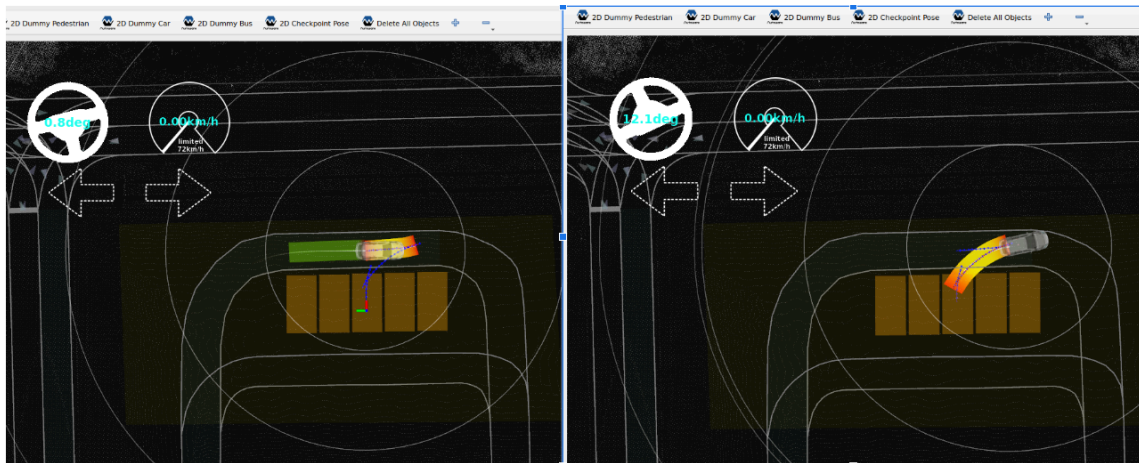 2D Dummy Pedestrian 2D Dummy Car 2D Dummy Bus 2D Checkpoint Pose Delete All Objects
0.8deg
0.00km/h
limited
72km/h
2D Dummy Pedestrian 2D Dummy Car 2D Dummy Bus 2D Checkpoint Pose Delete All Objects
12.1deg
0.00km/h
limited
72km/h